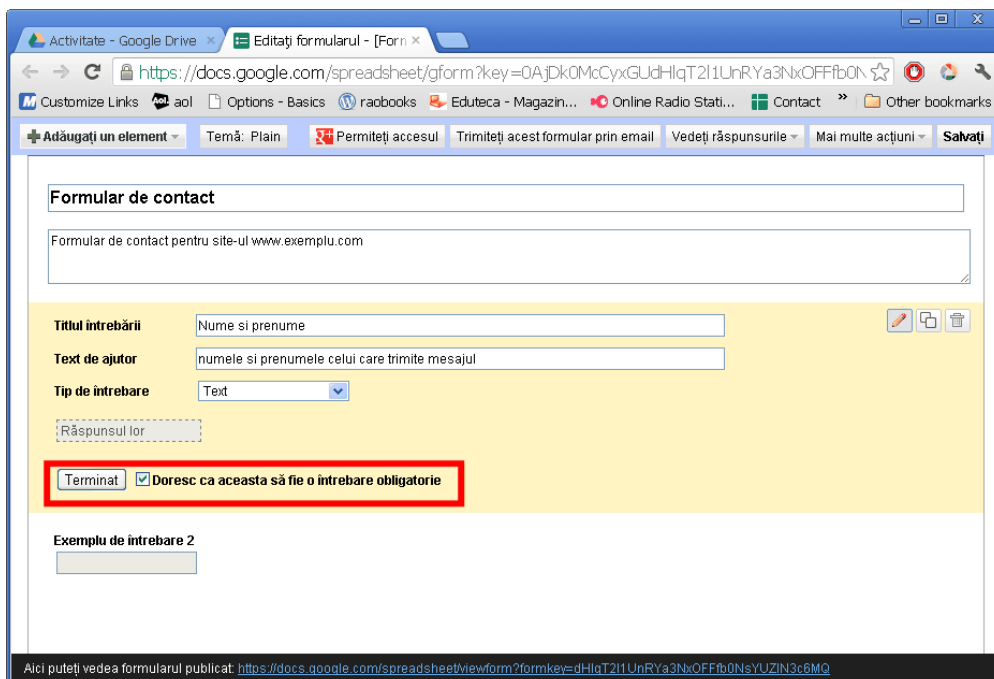 Activitate - Google Drive × Editați formularul - [Forn ×
https://docs.google.com/spreadsheet/gform?key=0AjDk0McCyxGUdHlqT2l1UnRYa3NxOFFfb0N
Customize Links Aol. aol Options - Basics raobooks Eduteca - Magazin... Online Radio Stati... Contact » Other bookmarks
Adăugați un element Temă: Plain Permiteți accesul Trimiteți acest formular prin email Vedeți răspunsurile Mai multe acțiuni Salvați
Formular de contact
Formular de contact pentru site-ul www.exemplu.com
Titlul întrebării Nume si prenume
Text de ajutor numele si prenumele celui care trimite mesajul
Tip de întrebare Text
Răspunsul lor
Terminat Doresc ca aceasta să fie o întrebare obligatorie
Exemplu de întrebare 2
Aici puteți vedea formularul publicat: https://docs.google.com/spreadsheet/viewform?formkey=dHlqT2l1UnRYa3NxOFFfb0NsYUZIN3c6MQ